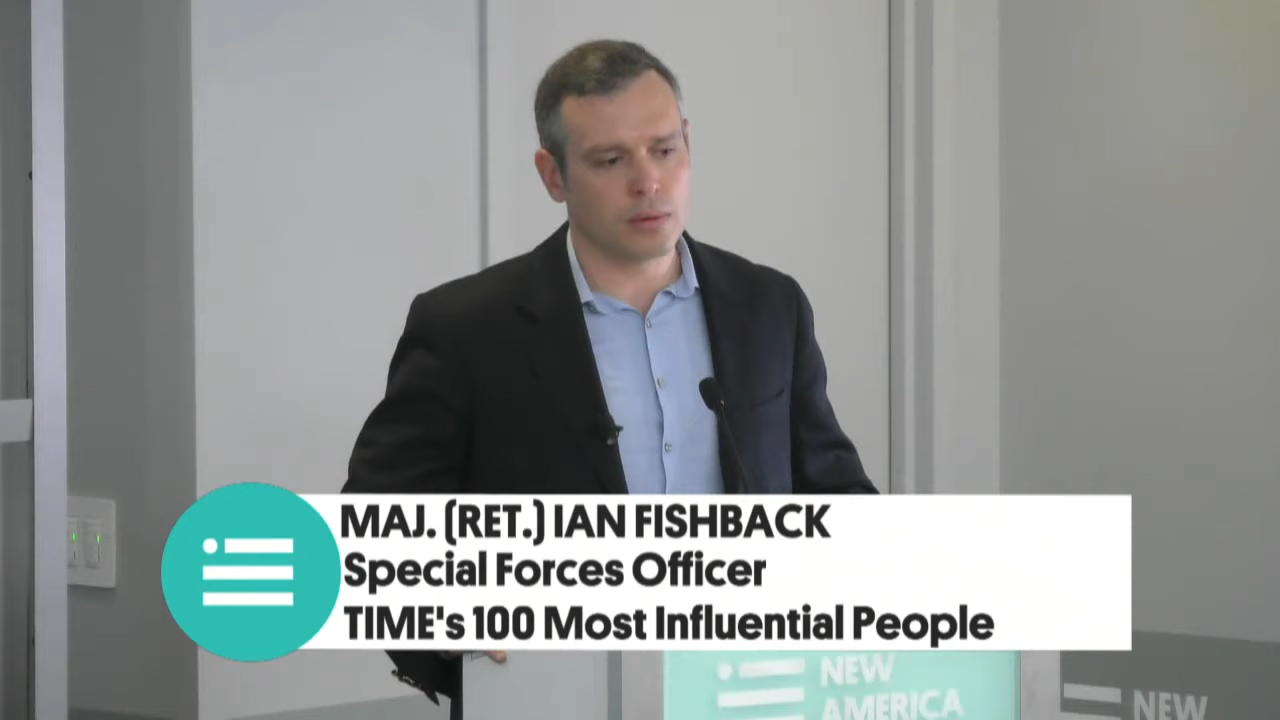 MAJ. (RET.) IAN FISHBACK
Special Forces Officer
TIME's 100 Most Influential People
NEW
AMERICA
NEW